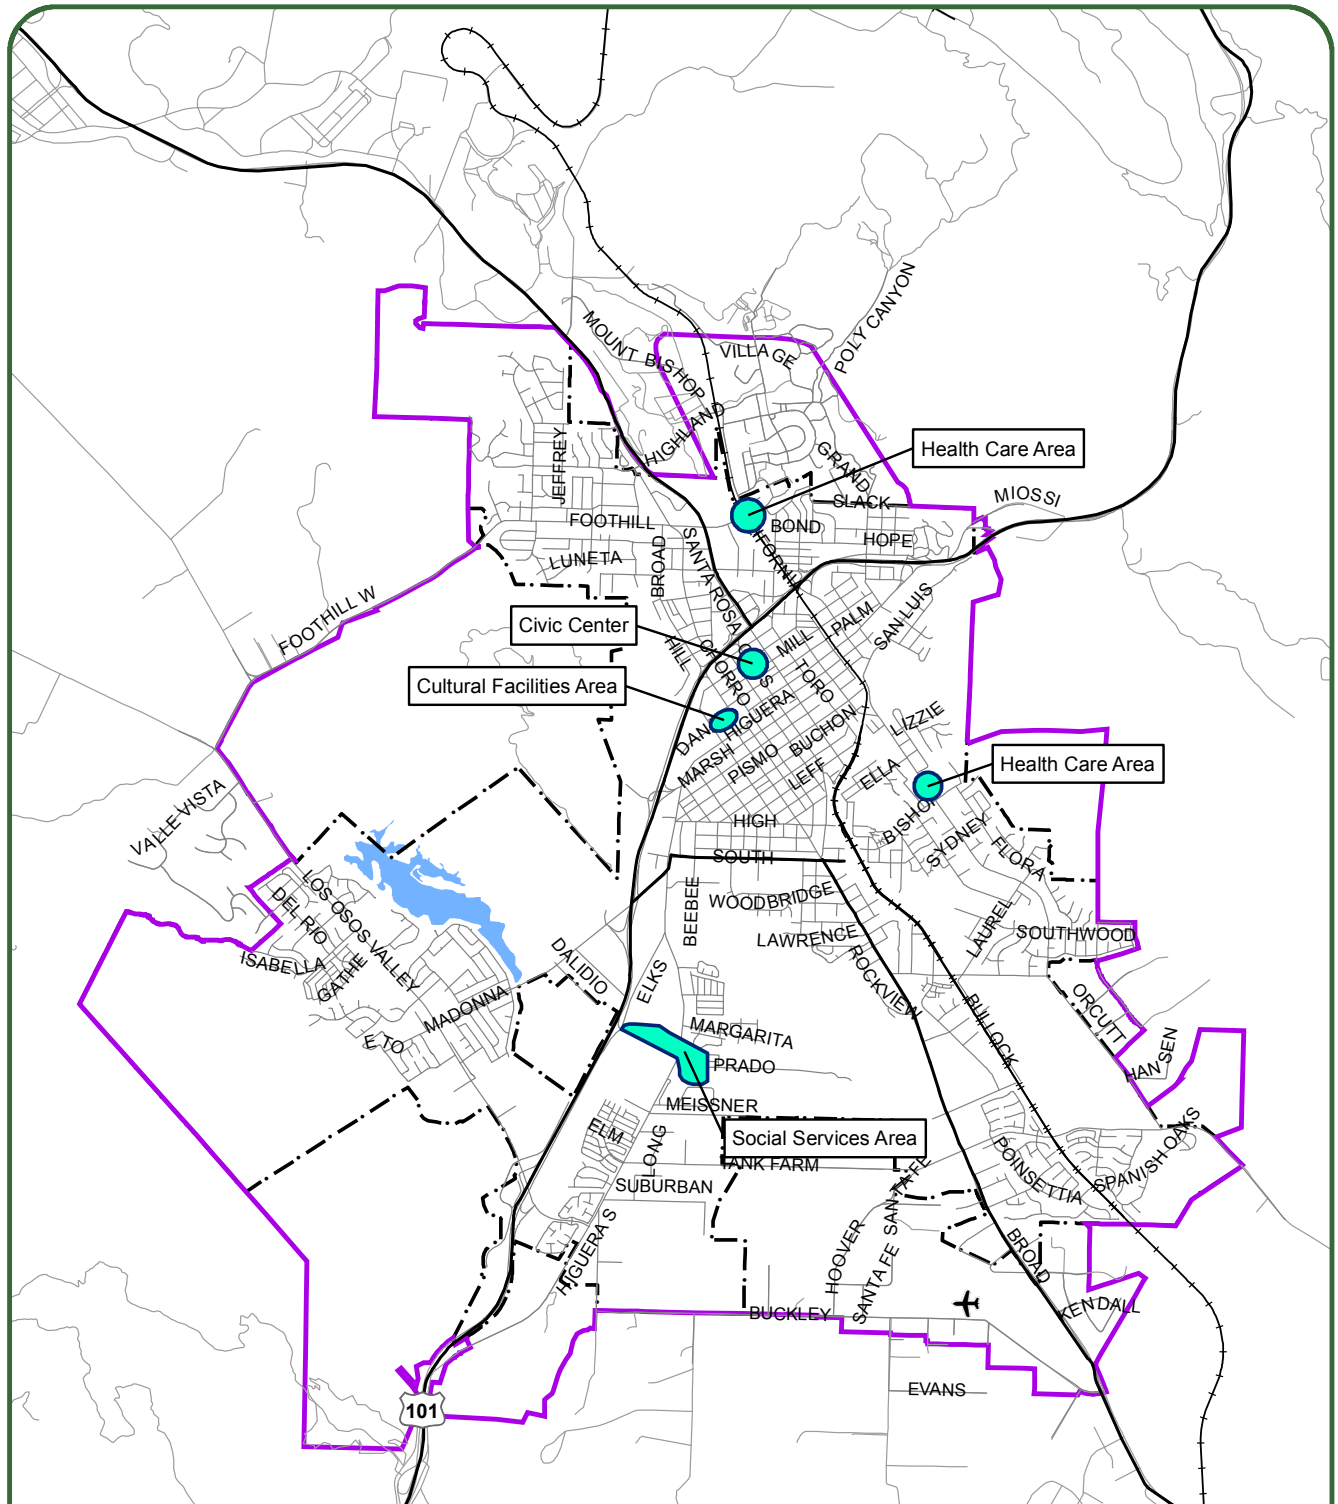 POLY CANYON
MOUNT BISHOP
VILLAGE
HIGHLAND
Health Care Area
GRAND
JEFFREY
SLACK
MIOSSI
FOOTHILL
BOND
HOPE
LUNETA
BROAD
SANTA ROSA
FOOTHILL W
Civic Center
PALM
SAN LUIS
MILL
HILL
CHORRO
TORO
Cultural Facilities Area
HIGUERA
BUCHON
LIZZIE
MARSH
PISMO
LEFF
ELLA
Health Care Area
VALLE VISTA
HIGH
SYDNEY
FLORA
SOUTH
DEL RIO
LOS OSOS VALLEY
BEEBEE
WOODBRIDGE
LAUREL
LAWRENCE
SOUTHWOOD
ISABELLA
GATHE
DALIDIO
ELKS
ROCKVIEW
MADONNA
BULLOCK
ORCUTT
E TO
MARGARITA
PRADO
HANSEN
MEISSNER
ELM
LONG
Social Services Area
TANK FARM
POINSETTIA
SPANISH OAKS
SUBURBAN
SANTA FE
HIGUERA S
HOOVER
SANTA FE
BROAD
KENDALL
BUCKLEY
EVANS
101